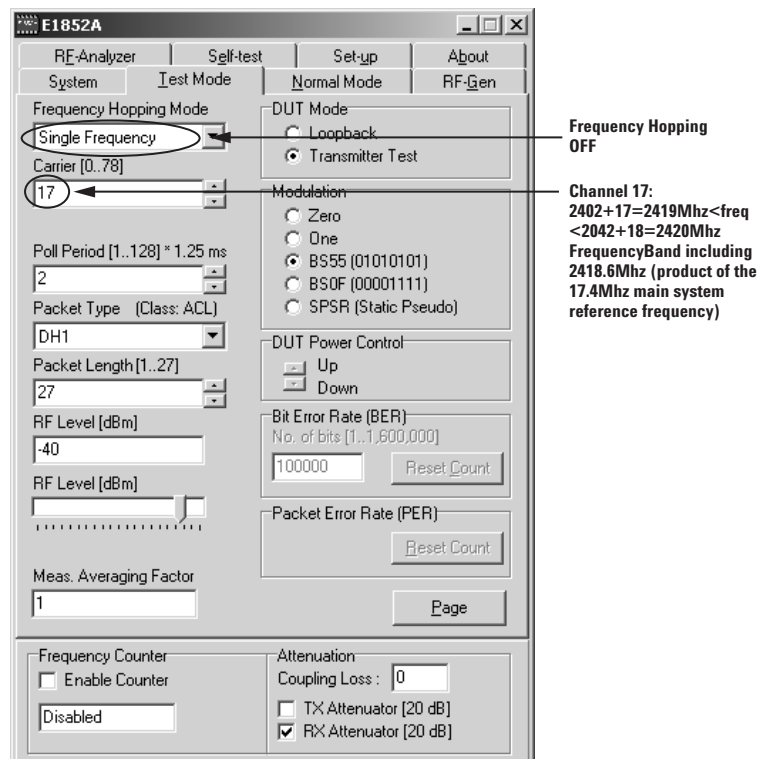 E1852A
RF-Analyzer
Self-test
Set-up
About
System
Test Mode
Normal Mode
RF-Gen
Frequency Hopping Mode
Single Frequency
Carrier [0..78]
17
Poll Period [1..128] * 1.25 ms
2
Packet Type (Class: ACL)
DH1
Packet Length [1..27]
27
RF Level [dBm]
-40
RF Level [dBm]
Meas. Averaging Factor
1
DUT Mode
Loopback
Transmitter Test
Modulation
Zero
One
BS55 (01010101)
BS0F (00001111)
SPSR (Static Pseudo)
DUT Power Control
Up
Down
Bit Error Rate (BER)
No. of bits [1..1,600,000]
100000
Reset Count
Packet Error Rate (PER)
Reset Count
Page
Frequency Counter
Enable Counter
Disabled
Attenuation
Coupling Loss :
0
TX Attenuator [20 dB]
RX Attenuator [20 dB]
Frequency Hopping
OFF
Channel 17:
2402+17=2419Mhz<freq
<2042+18=2420Mhz
FrequencyBand including
2418.6Mhz (product of the
17.4Mhz main system
reference frequency)